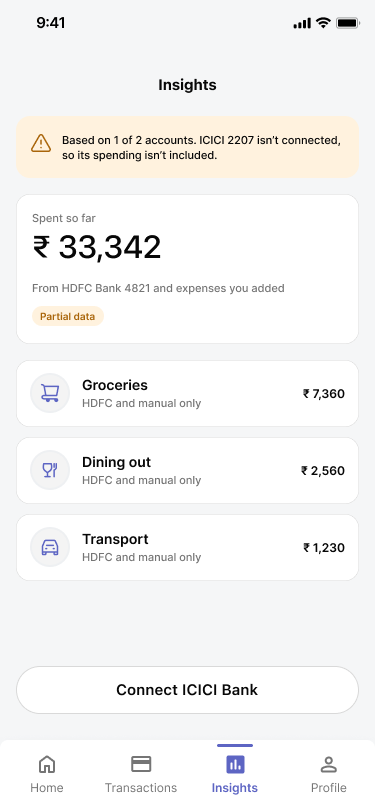 9:41
Insights
Based on 1 of 2 accounts. ICICI 2207 isn’t connected,
so its spending isn’t included.
Spent so far
₹ 33,342
From HDFC Bank 4821 and expenses you added
Partial data
Groceries
HDFC and manual only
₹ 7,360
Dining out
HDFC and manual only
₹ 2,560
Transport
HDFC and manual only
₹ 1,230
Connect ICICI Bank
Home
Transactions
Insights
Profile